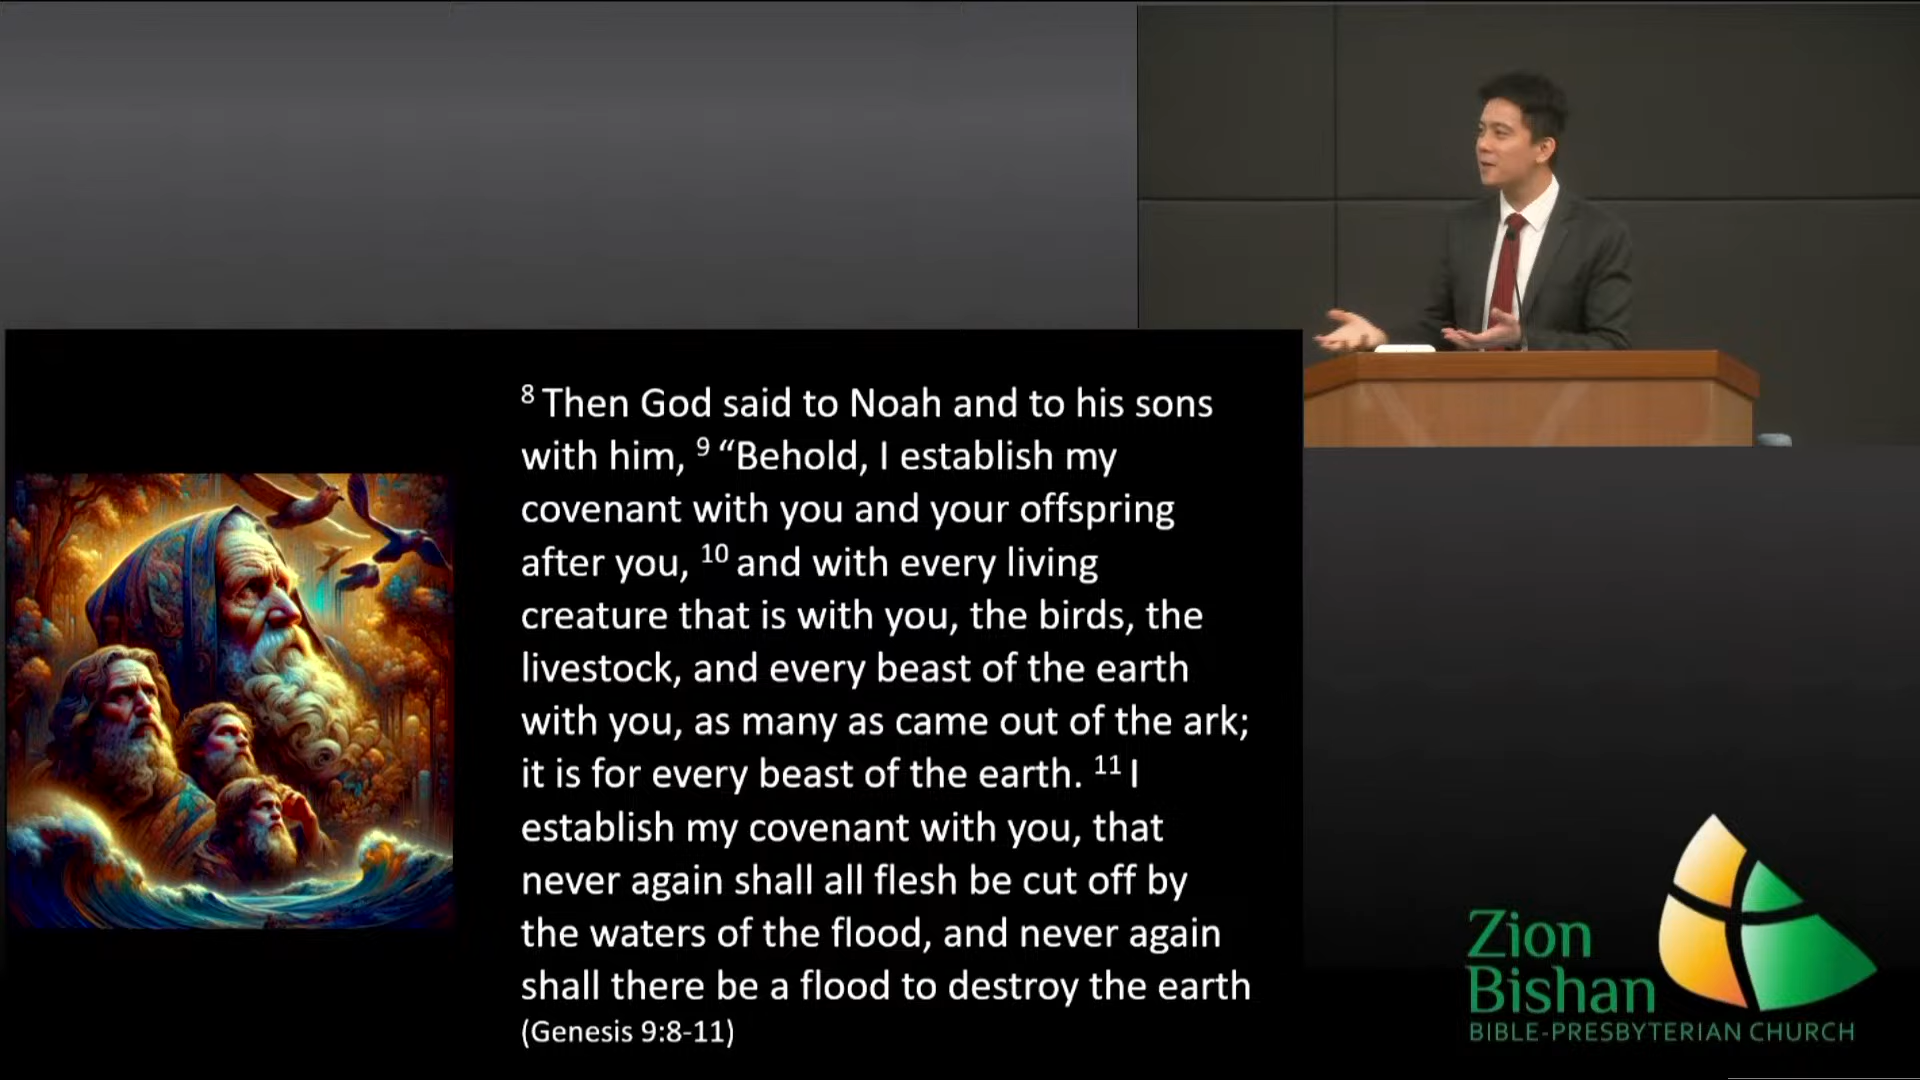 ⁸ Then God said to Noah and to his sons
with him, ⁹ “Behold, I establish my
covenant with you and your offspring
after you, ¹⁰ and with every living
creature that is with you, the birds, the
livestock, and every beast of the earth
with you, as many as came out of the ark;
it is for every beast of the earth. ¹¹ I
establish my covenant with you, that
never again shall all flesh be cut off by
the waters of the flood, and never again
shall there be a flood to destroy the earth
(Genesis 9:8-11)
Zion
Bishan
BIBLE-PRESBYTERIAN CHURCH